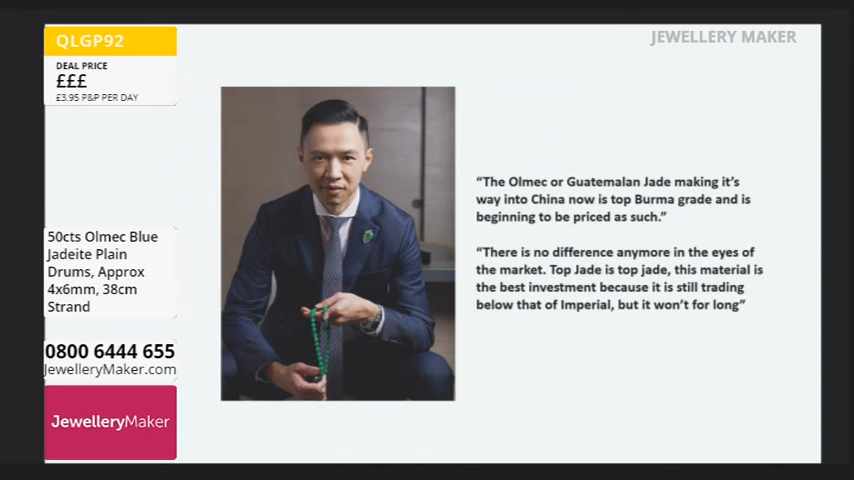 QLGP92
DEAL PRICE
£££
£3.95 P&P PER DAY
50cts Olmec Blue
Jadeite Plain
Drums, Approx
4x6mm, 38cm
Strand
0800 6444 655
JewelleryMaker.com
JewelleryMaker
JEWELLERY MAKER
“The Olmec or Guatemalan Jade making it’s
way into China now is top Burma grade and is
beginning to be priced as such.”
“There is no difference anymore in the eyes of
the market. Top Jade is top jade, this material is
the best investment because it is still trading
below that of Imperial, but it won’t for long”